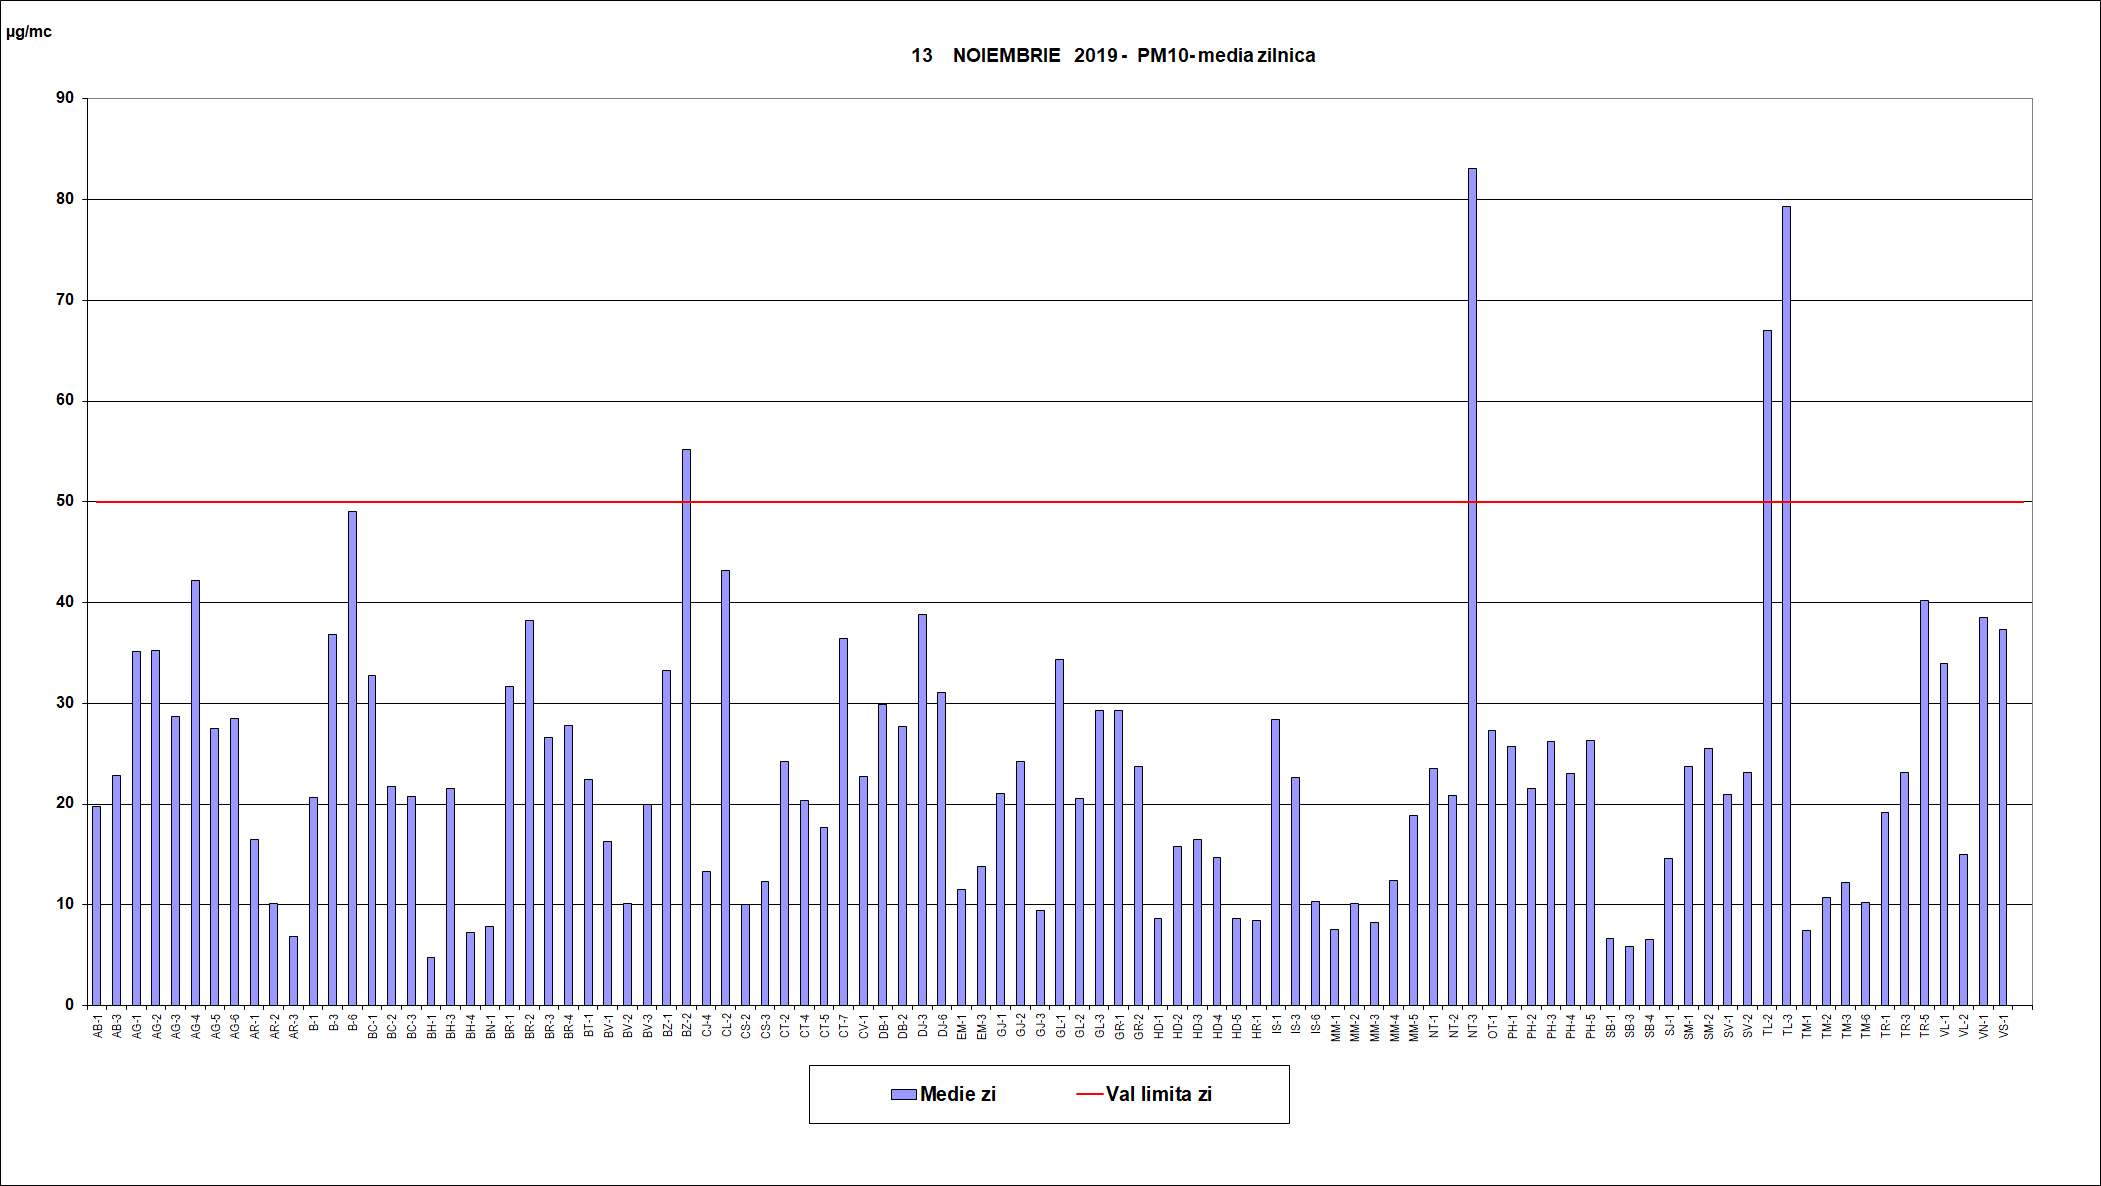 µg/mc
13 NOIEMBRIE 2019 - PM10- media zilnica
90
80
70
60
50
40
30
20
10
0
AB-1 AB-3 AG-1 AG-2 AG-3 AG-4 AG-5 AG-6 AR-1 AR-2 AR-3 B-1 B-3 B-6 BC-1 BC-2 BC-3 BH-1 BH-3 BH-4 BN-1 BR-1 BR-2 BR-3 BR-4 BT-1 BV-1 BV-2 BV-3 BZ-1 BZ-2 CJ-4 CL-2 CS-2 CS-3 CT-2 CT-4 CT-5 CT-7 CV-1 DB-1 DB-2 DJ-3 DJ-6 EM-1 EM-3 GJ-1 GJ-2 GJ-3 GL-1 GL-2 GL-3 GR-1 GR-2 HD-1 HD-2 HD-3 HD-4 HD-5 HR-1 IS-1 IS-3 IS-6 MM-1 MM-2 MM-3 MM-4 MM-5 NT-1 NT-2 NT-3 OT-1 PH-1 PH-2 PH-3 PH-4 PH-5 SB-1 SB-3 SB-4 SJ-1 SM-1 SM-2 SV-1 SV-2 TL-2 TL-3 TM-1 TM-2 TM-3 TM-6 TR-1 TR-3 TR-5 VL-1 VL-2 VN-1 VS-1
Medie zi Val limita zi